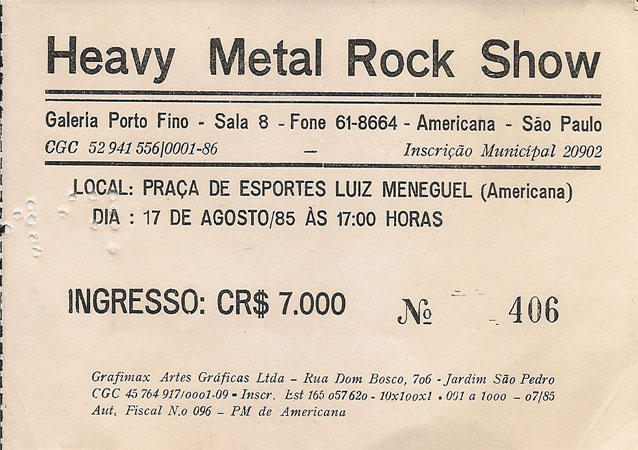 Heavy Metal Rock Show
Galeria Porto Fino - Sala 8 - Fone 61-8664 - Americana - São Paulo
CGC 52 941 556/0001-86 — Inscrição Municipal 20902
LOCAL: PRAÇA DE ESPORTES LUIZ MENEGUEL (Americana)
DIA : 17 DE AGOSTO/85 ÀS 17:00 HORAS
INGRESSO: CR$ 7.000 Nº 406
Grafimax Artes Gráficas Ltda – Rua Dom Bosco, 706 - Jardim São Pedro
CGC 45 764 917/0001-09 - Inscr. Est 165 05762o - 10x100x1 - 001 a 1000 – 07/85
Aut. Fiscal N.o 096 – PM de Americana